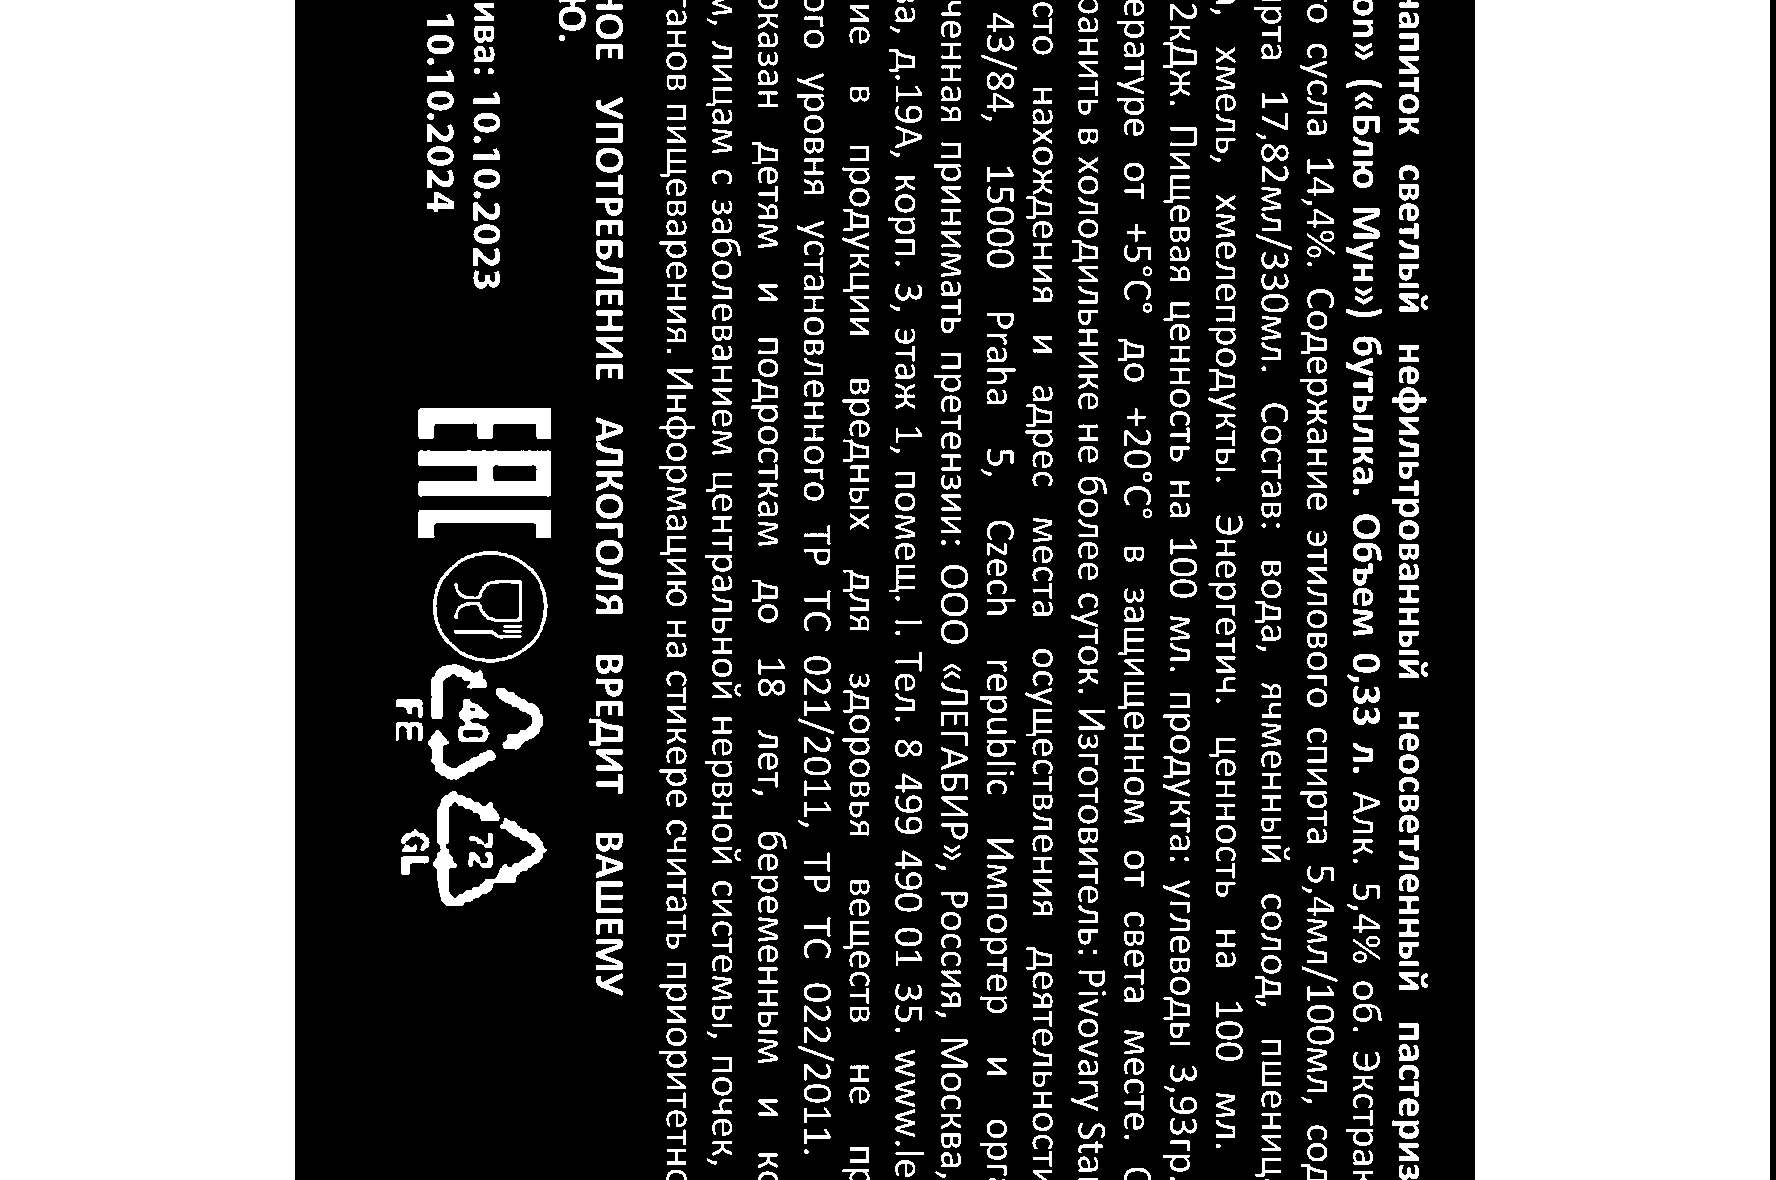 напиток светлый нефильтрованный неосветленный пастериз
on» («Блю Мун») бутылка. Объем 0,33 л. Алк. 5,4% об. Экстрак
го сусла 14,4%. Содержание этилового спирта 5,4мл/100мл, сод
ирта 17,82мл/330мл. Состав: вода, ячменный солод, пшениц
хмель, хмелепродукты. Энергетич. ценность на 100 мл.
2кДж. Пищевая ценность на 100 мл. продукта: углеводы 3,93гр.
ературе от +5°C° до +20°C° в защищенном от света месте.
ранить в холодильнике не более суток. Изготовитель: Pivovary Sta
сто нахождения и адрес места осуществления деятельности
43/84, 15000 Praha 5, Czech republic Импортер и орга
ченная принимать претензии: ООО «ЛЕГАБИР», Россия, Москва,
ва, д.19А, корп. 3, этаж 1, помещ. I. Тел. 8 499 490 01 35. www.le
ние в продукции вредных для здоровья веществ не пр
ого уровня установленного ТР ТС 021/2011, ТР ТС 022/2011.
оказан детям и подросткам до 18 лет, беременным и ко
м, лицам с заболеванием центральной нервной системы, почек,
ганов пищеварения. Информацию на стикере считать приоритетно
НОЕ УПОТРЕБЛЕНИЕ АЛКОГОЛЯ ВРЕДИТ ВАШЕМУ
Ю.
ива: 10.10.2023
10.10.2024
EAC
40
FE
72
GL